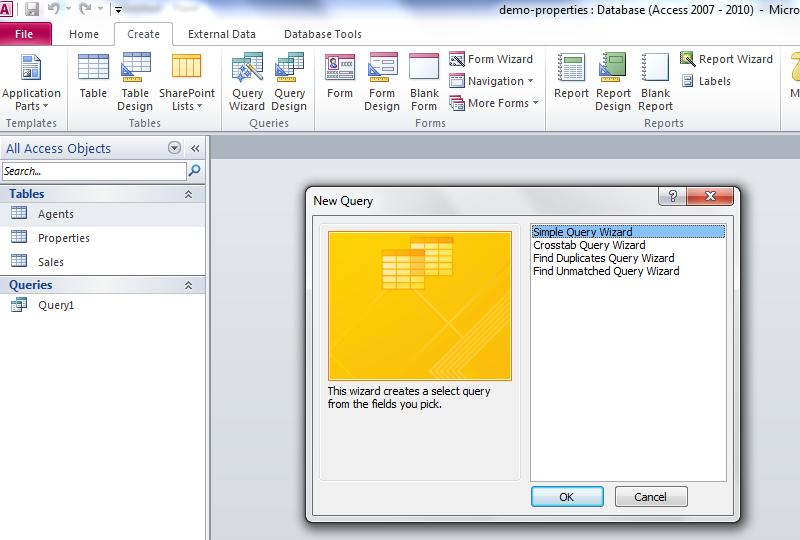 A demo-properties : Database (Access 2007 - 2010) - Micro
File Home Create External Data Database Tools
Application Parts Table Table Design SharePoint Lists Query Wizard Query Design Form Form Design Blank Form Form Wizard Navigation More Forms Report Report Design Blank Report Report Wizard Labels
Templates Tables Queries Forms Reports
All Access Objects «
Search...
Tables
Agents
Properties
Sales
Queries
Query1
New Query ?
Simple Query Wizard
Crosstab Query Wizard
Find Duplicates Query Wizard
Find Unmatched Query Wizard
This wizard creates a select query
from the fields you pick.
OK Cancel